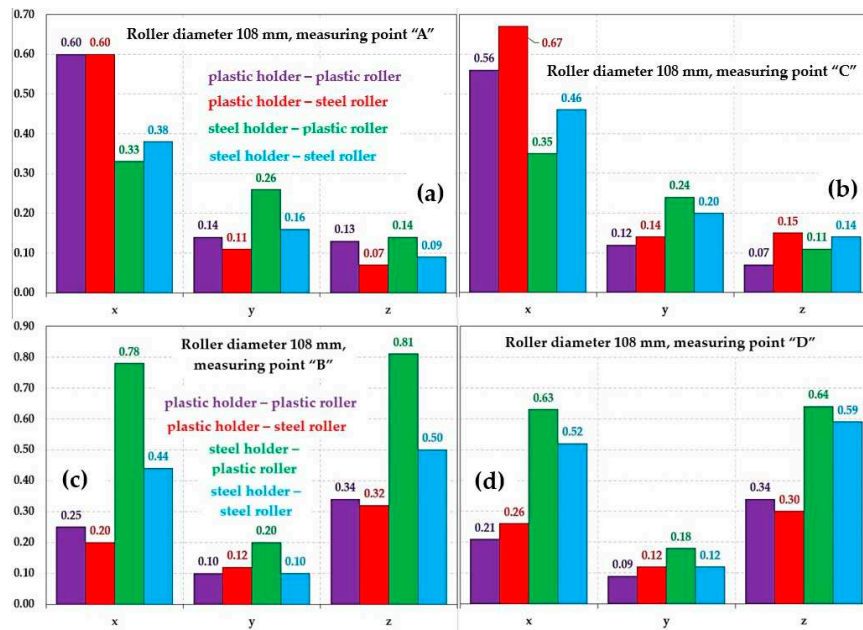 0.70
0.60
0.50
0.40
0.30
0.20
0.10
0.00
Roller diameter 108 mm, measuring point “A”
plastic holder – plastic roller
plastic holder – steel roller
steel holder – plastic roller
steel holder – steel roller
(a)
0.60
0.60
0.33
0.38
0.14
0.11
0.26
0.16
0.13
0.07
0.14
0.09
x
y
z
Roller diameter 108 mm, measuring point “C”
(b)
0.56
0.67
0.35
0.46
0.12
0.14
0.24
0.20
0.07
0.15
0.11
0.14
x
y
z
0.90
0.80
0.70
0.60
0.50
0.40
0.30
0.20
0.10
0.00
Roller diameter 108 mm,
measuring point “B”
plastic holder – plastic roller
plastic holder – steel roller
steel holder –
plastic roller
steel holder –
steel roller
(c)
0.25
0.20
0.78
0.44
0.10
0.12
0.20
0.10
0.34
0.32
0.81
0.50
x
y
z
Roller diameter 108 mm, measuring point “D”
(d)
0.21
0.26
0.63
0.52
0.09
0.12
0.18
0.12
0.34
0.30
0.64
0.59
x
y
z